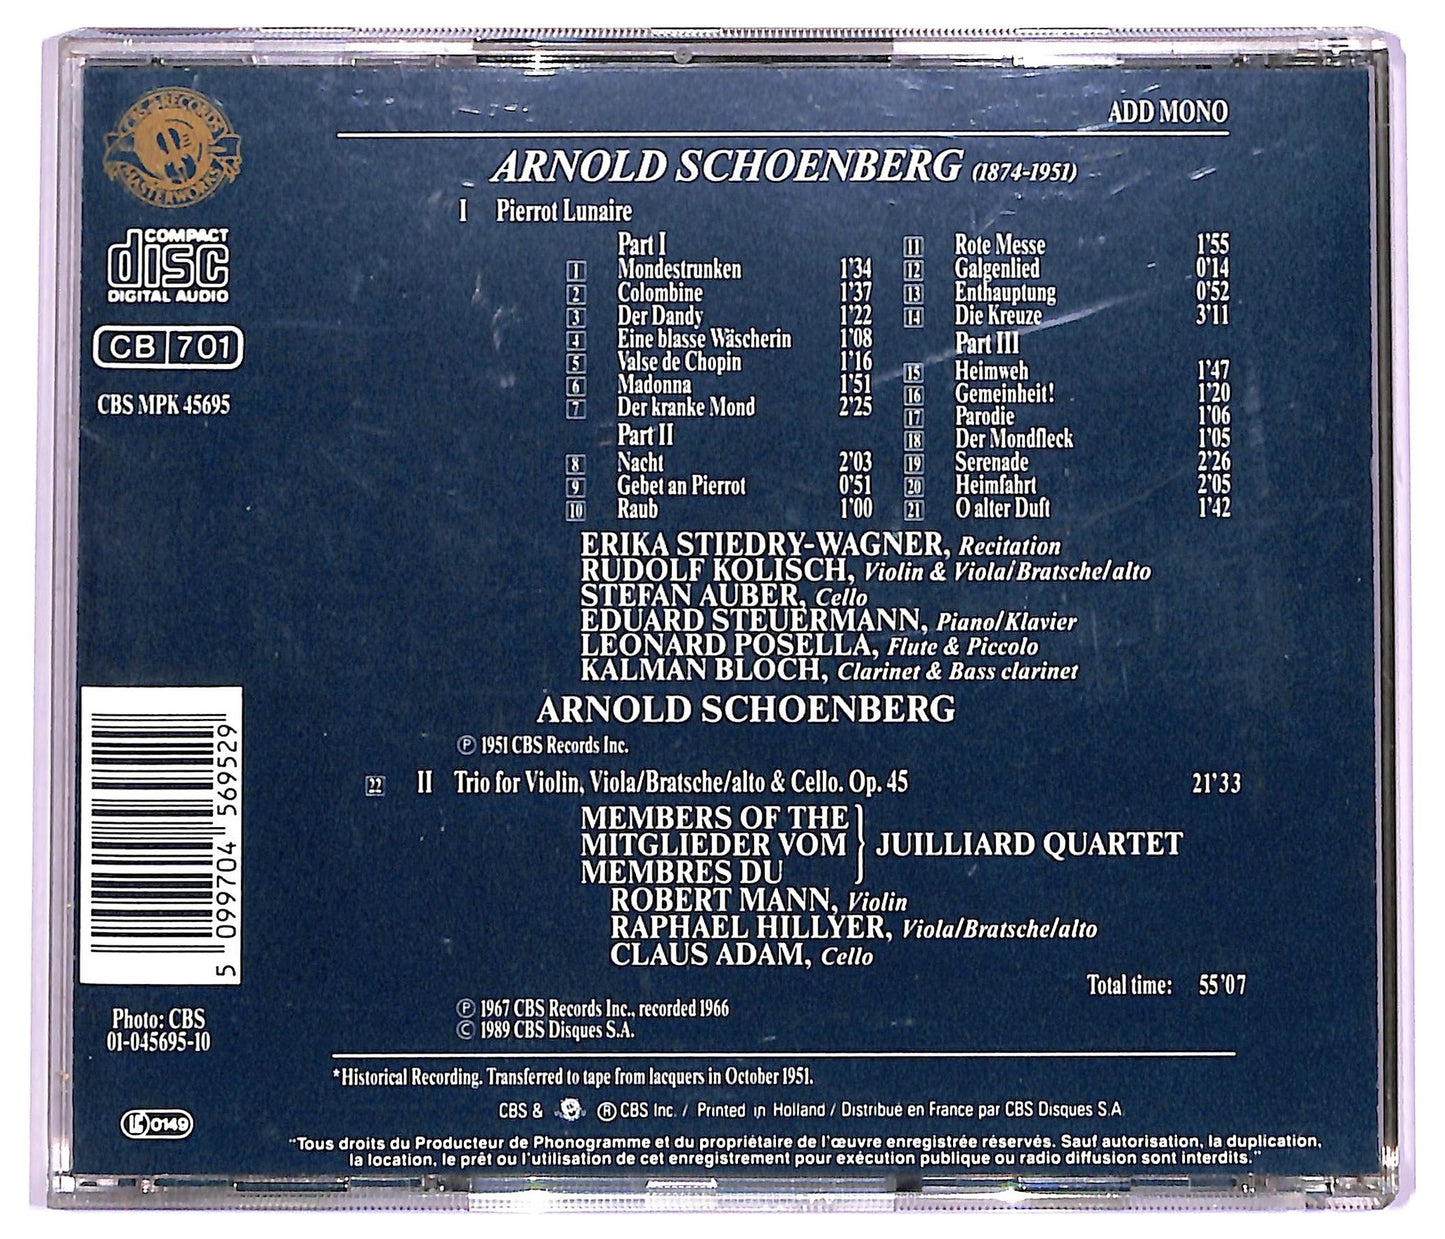 CBS RECORDS
MASTERWORKS
COMPACT
disc
DIGITAL AUDIO
CB 701
CBS MPK 45695
ADD MONO
ARNOLD SCHOENBERG (1874-1951)
I Pierrot Lunaire
Part I
1 Mondestrunken 1'34
2 Colombine 1'37
3 Der Dandy 1'22
4 Eine blasse Wäscherin 1'08
5 Valse de Chopin 1'16
6 Madonna 1'51
7 Der kranke Mond 2'25
Part II
8 Nacht 2'03
9 Gebet an Pierrot 0'51
10 Raub 1'00
11 Rote Messe 1'55
12 Galgenlied 0'14
13 Enthauptung 0'52
14 Die Kreuze 3'11
Part III
15 Heimweh 1'47
16 Gemeinheit! 1'20
17 Parodie 1'06
18 Der Mondfleck 1'05
19 Serenade 2'26
20 Heimfahrt 2'05
21 O alter Duft 1'42
ERIKA STIEDRY-WAGNER, Recitation
RUDOLF KOLISCH, Violin & Viola/Bratsche/alto
STEFAN AUBER, Cello
EDUARD STEUERMANN, Piano/Klavier
LEONARD POSELLA, Flute & Piccolo
KALMAN BLOCH, Clarinet & Bass clarinet
ARNOLD SCHOENBERG
℗ 1951 CBS Records Inc.
22 II Trio for Violin, Viola/Bratsche/alto & Cello. Op. 45 21'33
MEMBERS OF THE
MITGLIEDER VOM } JUILLIARD QUARTET
MEMBRES DU
ROBERT MANN, Violin
RAPHAEL HILLYER, Viola/Bratsche/alto
CLAUS ADAM, Cello
Total time: 55'07
℗ 1967 CBS Records Inc., recorded 1966
© 1989 CBS Disques S.A.
5 099704 569529
Photo: CBS
01-045695-10
LC 0149
*Historical Recording. Transferred to tape from lacquers in October 1951.
CBS & ® CBS Inc. / Printed in Holland / Distribué en France par CBS Disques S.A
"Tous droits du Producteur de Phonogramme et du propriétaire de l'œuvre enregistrée réservés. Sauf autorisation, la duplication,
la location, le prêt ou l'utilisation de cet enregistrement pour exécution publique ou radio diffusion sont interdits."